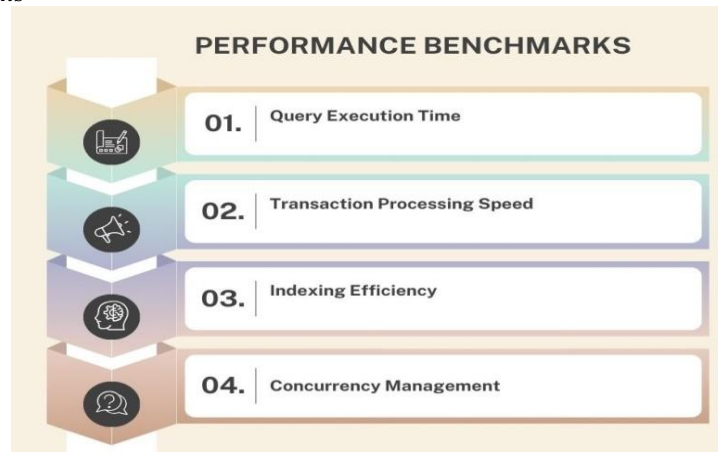 PERFORMANCE BENCHMARKS
01. Query Execution Time
02. Transaction Processing Speed
03. Indexing Efficiency
04. Concurrency Management